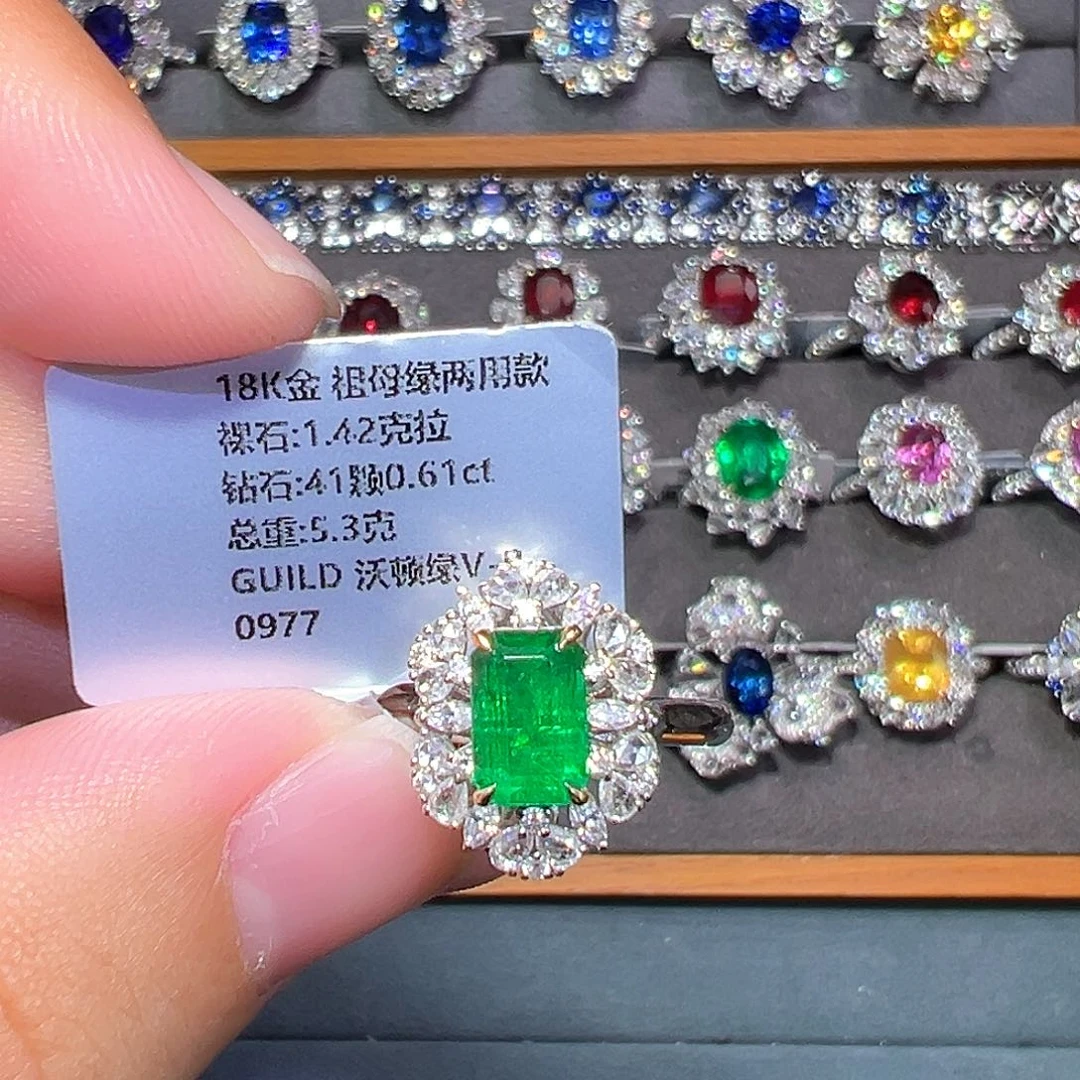 18K金 祖母绿两用款
裸石:1.42克拉
钻石:41颗0.61ct
总重:5.3克
GUILD 沃顿绿V-
0977